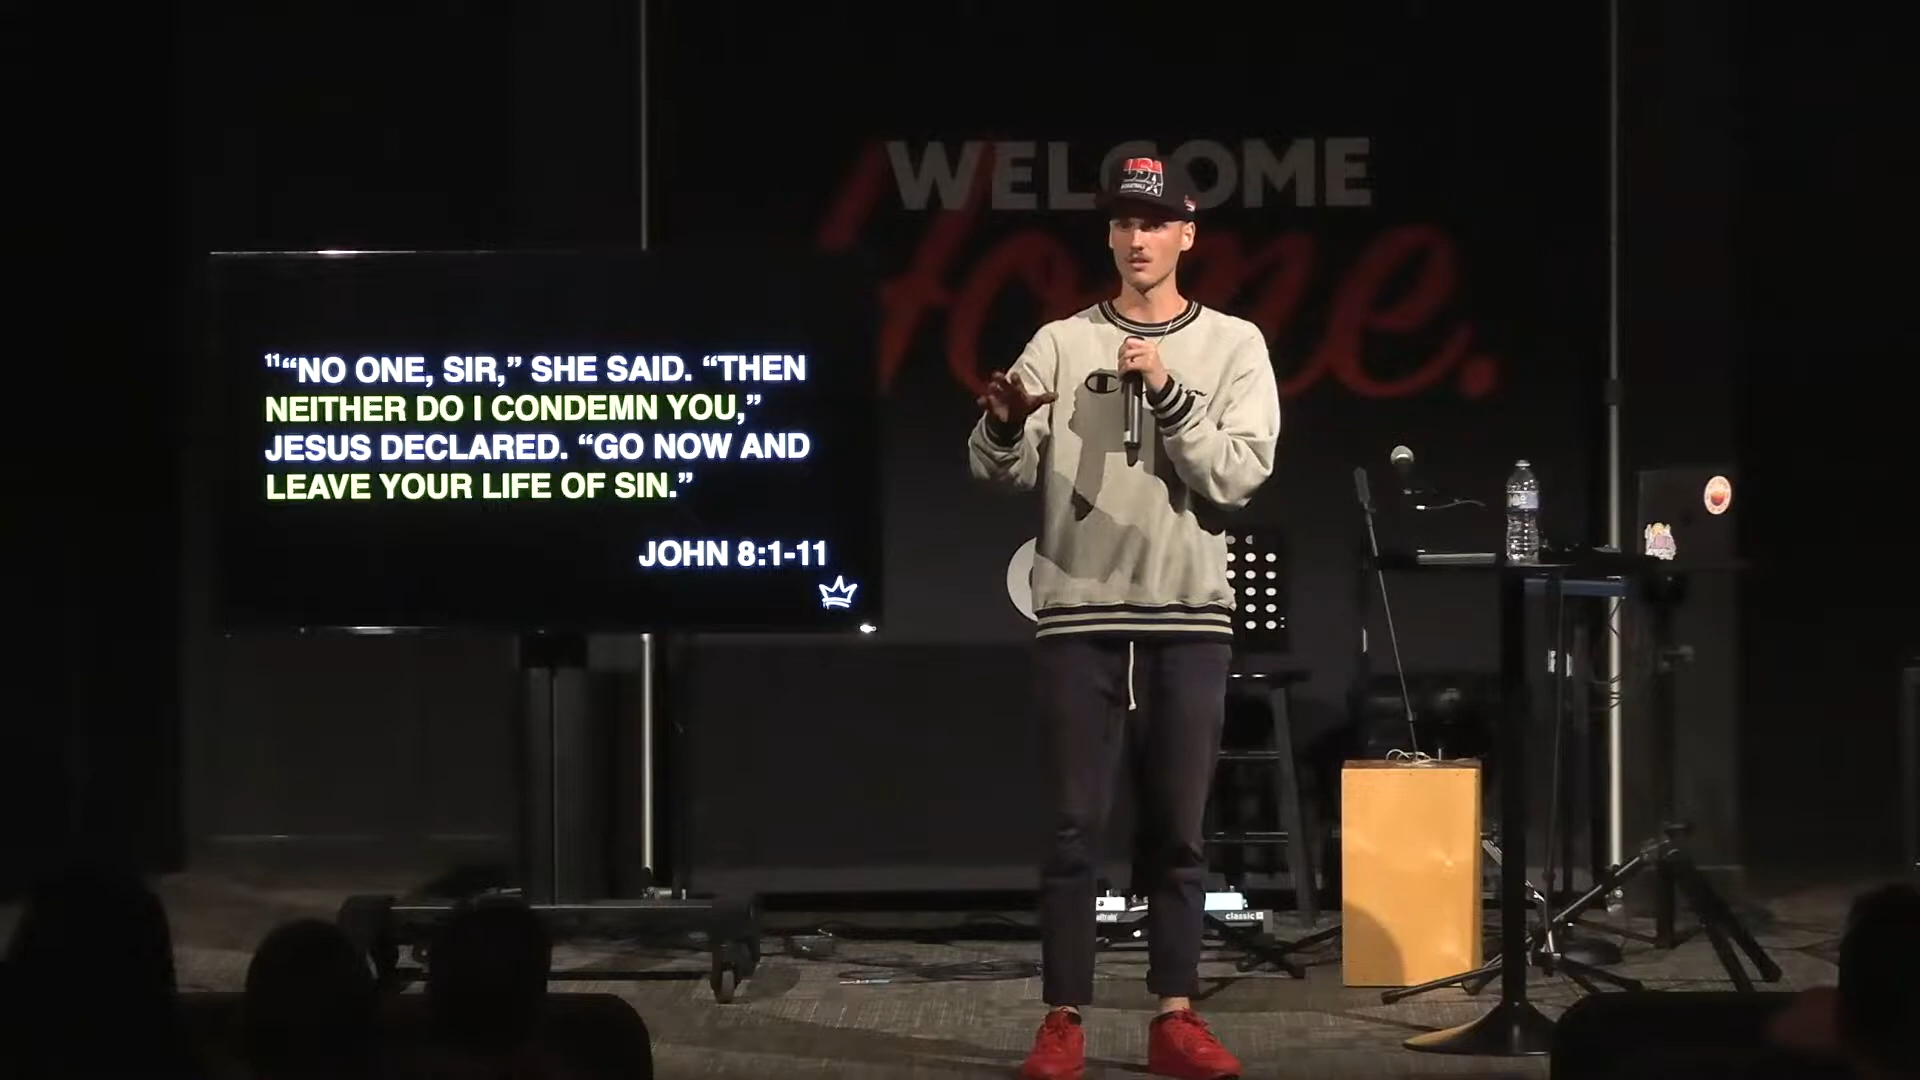 WELCOME
Home.
USA
¹¹“NO ONE, SIR,” SHE SAID. “THEN
NEITHER DO I CONDEMN YOU,”
JESUS DECLARED. “GO NOW AND
LEAVE YOUR LIFE OF SIN.”
JOHN 8:1-11
classic